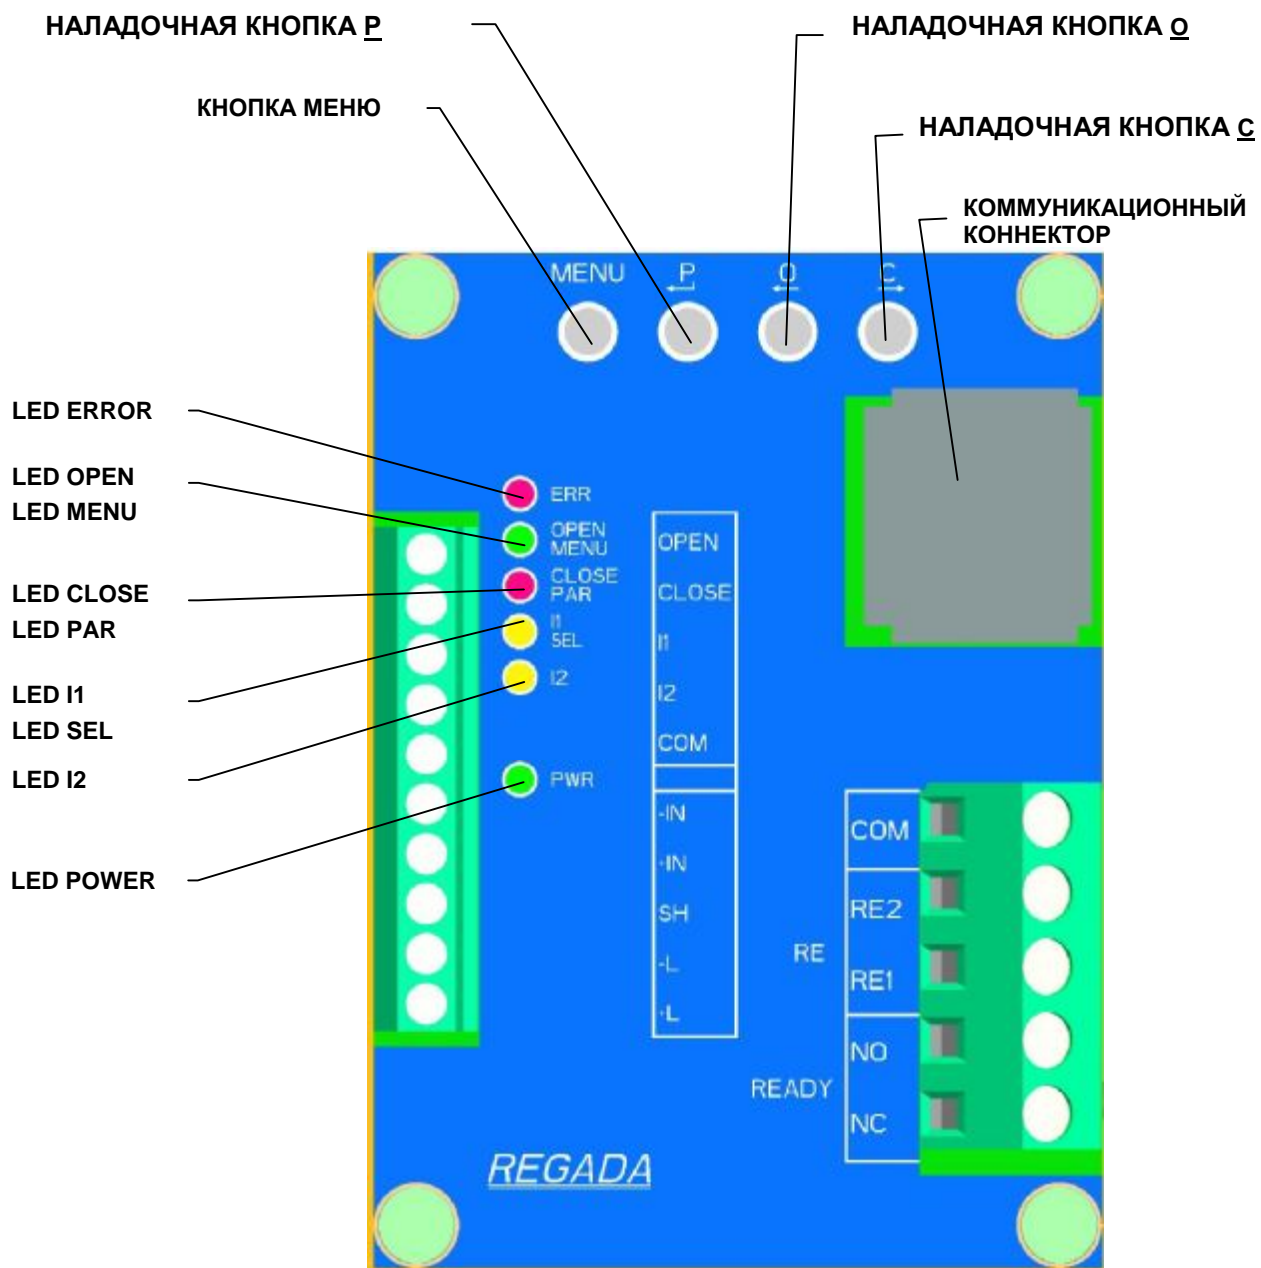 НАЛАДОЧНАЯ КНОПКА P
НАЛАДОЧНАЯ КНОПКА O
КНОПКА МЕНЮ
НАЛАДОЧНАЯ КНОПКА C
КОММУНИКАЦИОННЫЙ
КОННЕКТОР
MENU
P
O
C
LED ERROR
LED OPEN
LED MENU
LED CLOSE
LED PAR
LED I1
LED SEL
LED I2
LED POWER
ERR
OPEN
MENU
CLOSE
PAR
I1
SEL
I2
PWR
OPEN
CLOSE
I1
I2
COM
-IN
+IN
SH
-L
+L
COM
RE2
RE
RE1
NO
READY
NC
REGADA